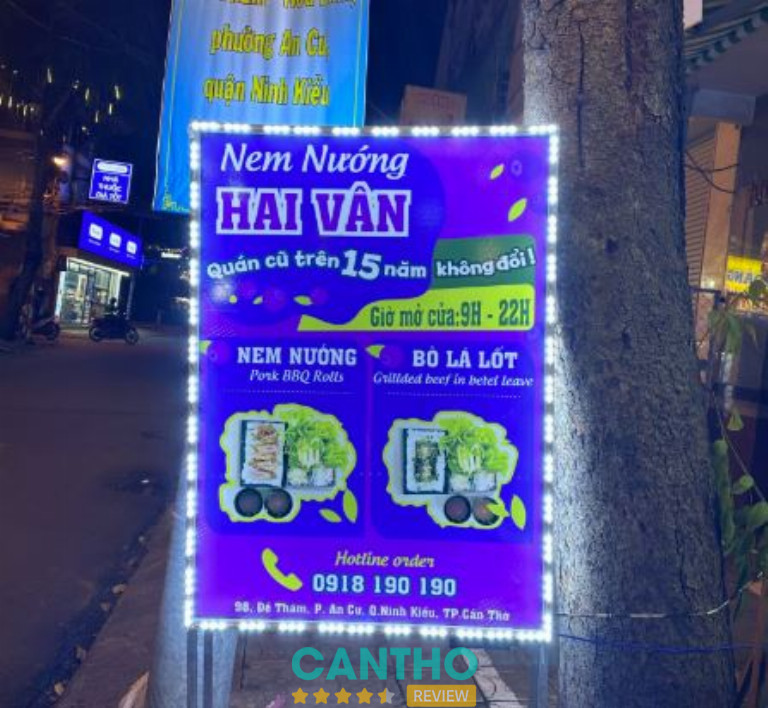 phường An Cư,
quận Ninh Kiều
NHÀ
THUỐC
Nem Nướng
HAI VÂN
Quán cũ trên 15 năm không đổi!
Giờ mở cửa:9H - 22H
NEM NƯỚNG
Pork BBQ Rolls
BÒ LÁ LỐT
Grillded beef in betel leave
Hotline order
0918 190 190
98, Đề Thám, P. An Cư, Q.Ninh Kiều, TP.Cần Thơ
CANTHO
REVIEW